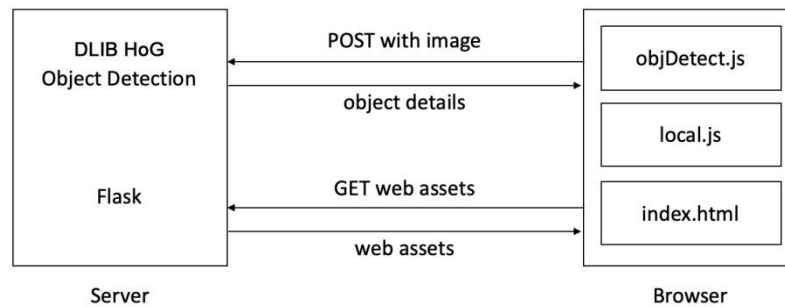 DLIB HoG
Object Detection
Flask
Server
POST with image
object details
GET web assets
web assets
objDetect.js
local.js
index.html
Browser